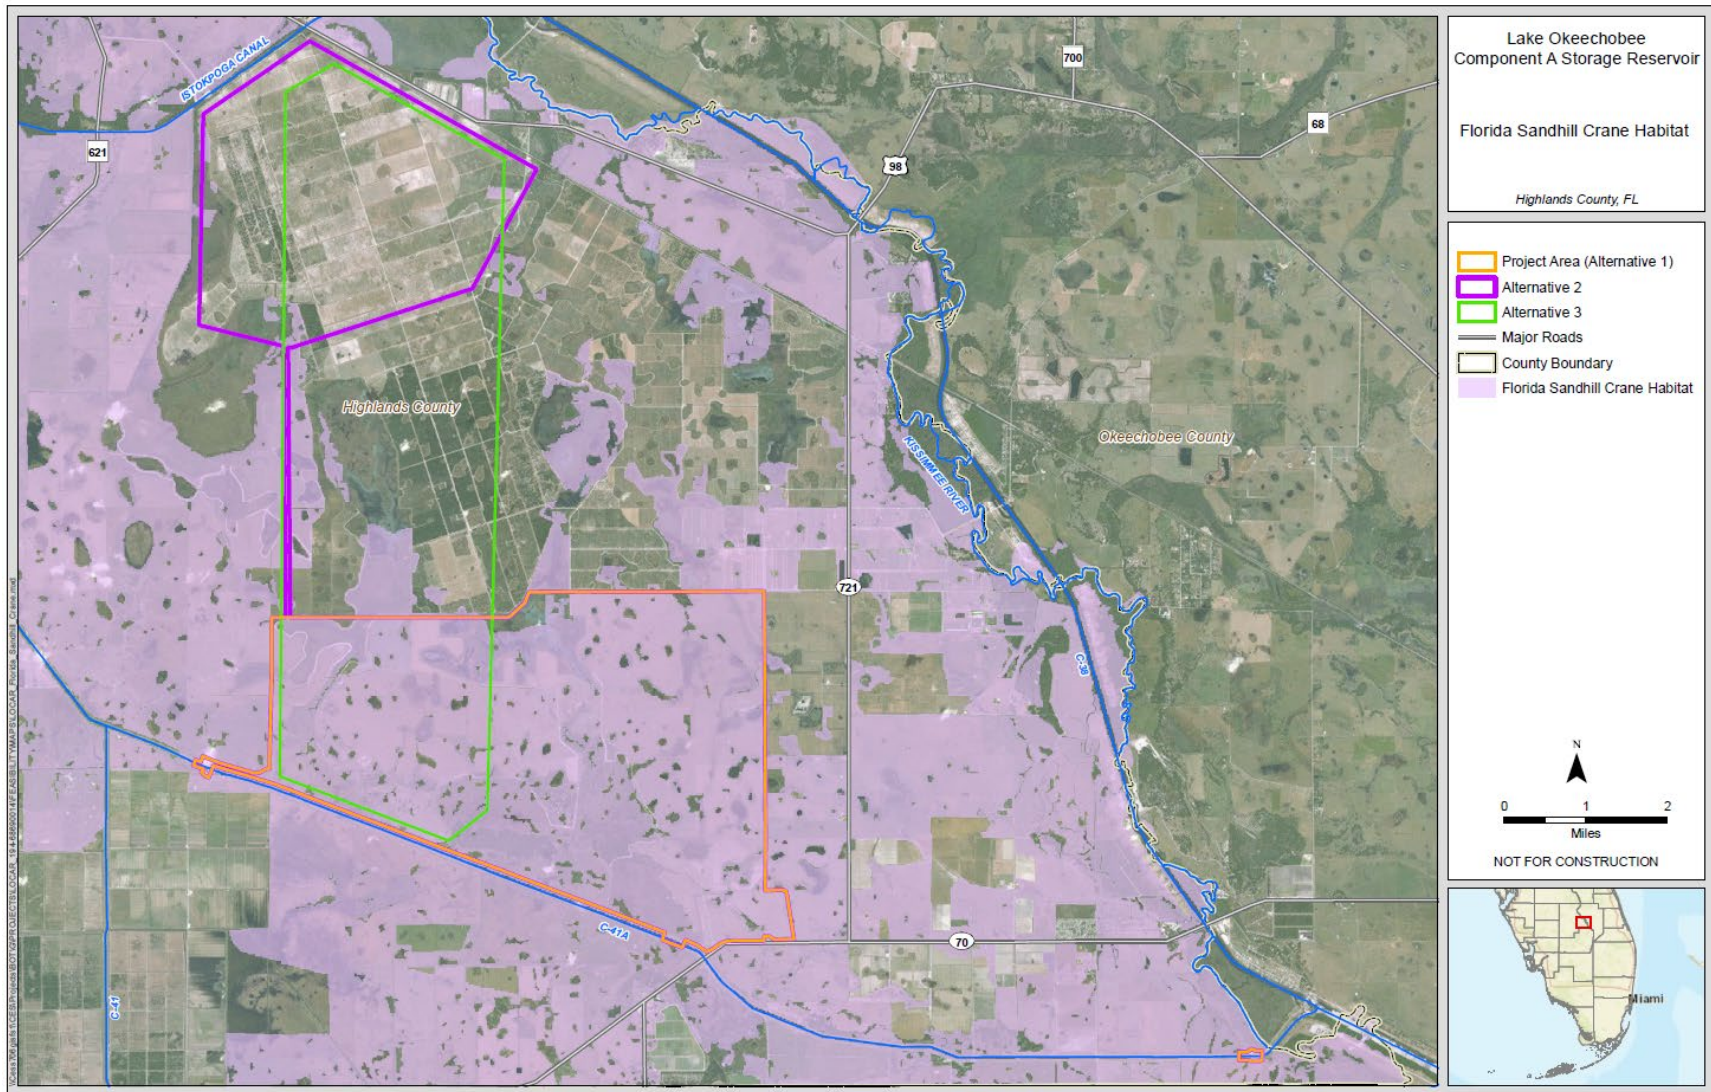 Lake Okeechobee
Component A Storage Reservoir
Florida Sandhill Crane Habitat
Highlands County, FL
Project Area (Alternative 1)
Alternative 2
Alternative 3
Major Roads
County Boundary
Florida Sandhill Crane Habitat
N
0 1 2
Miles
NOT FOR CONSTRUCTION
Miami
ISTOKPOGA CANAL
621
700
68
98
Highlands County
Okeechobee County
KISSIMMEE RIVER
721
C-38
C-41A
70
C-41